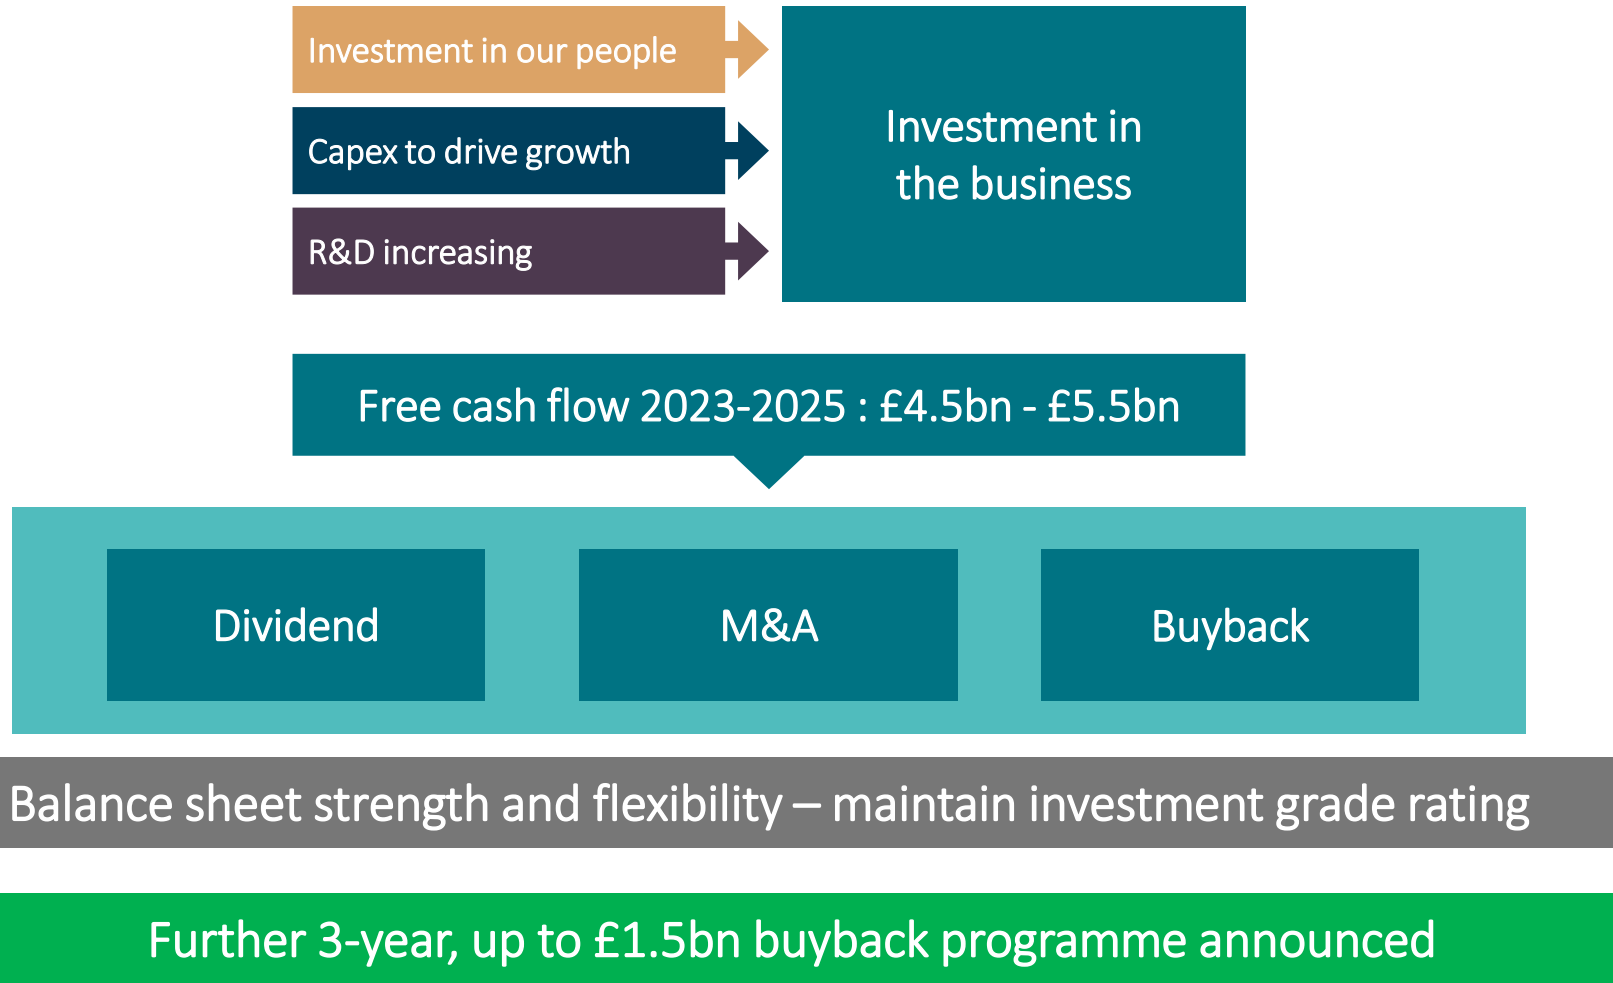 Investment in our people
Capex to drive growth
R&D increasing
Investment in
the business
Free cash flow 2023-2025 : £4.5bn - £5.5bn
Dividend
M&A
Buyback
Balance sheet strength and flexibility – maintain investment grade rating
Further 3-year, up to £1.5bn buyback programme announced